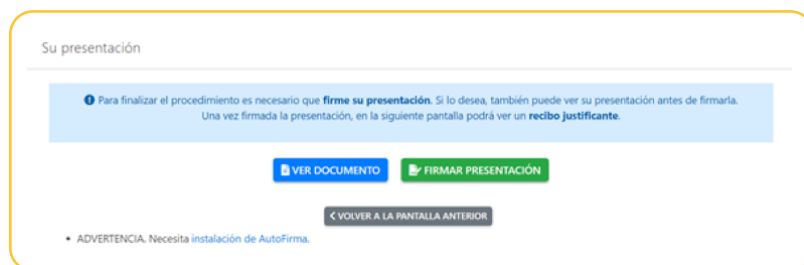 Su presentación
Para finalizar el procedimiento es necesario que firme su presentación. Si lo desea, también puede ver su presentación antes de firmarla.
Una vez firmada la presentación, en la siguiente pantalla podrá ver un recibo justificante.
VER DOCUMENTO FIRMAR PRESENTACIÓN
VOLVER A LA PANTALLA ANTERIOR
• ADVERTENCIA. Necesita instalación de AutoFirma.